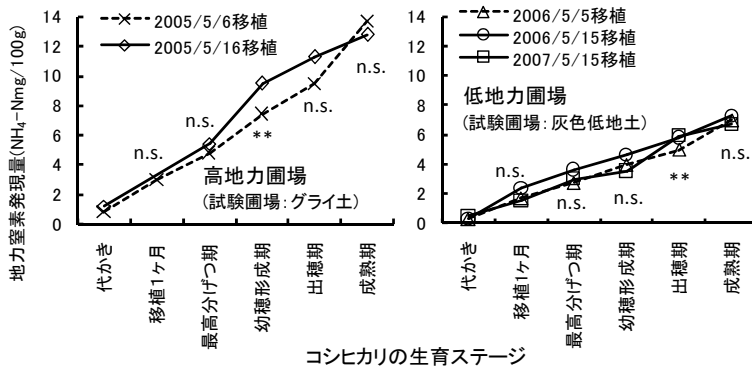 地力窒素発現量(NH₄-Nmg/100g)
14
12
10
8
6
4
2
0
2005/5/6移植
2005/5/16移植
n.s.
n.s.
**
n.s.
n.s.
高地力圃場
(試験圃場:グライ土)
代かき
移植1ヶ月
最高分げつ期
幼穂形成期
出穂期
成熟期
14
12
10
8
6
4
2
0
2006/5/5移植
2006/5/15移植
2007/5/15移植
低地力圃場
(試験圃場:灰色低地土)
n.s.
n.s.
n.s.
**
n.s.
代かき
移植1ヶ月
最高分げつ期
幼穂形成期
出穂期
成熟期
コシヒカリの生育ステージ